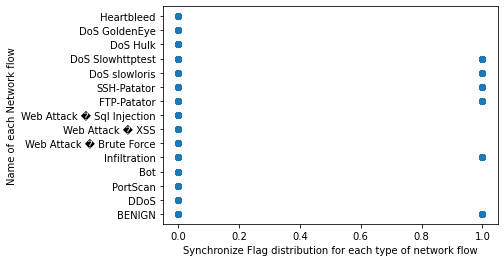 Heartbleed
DoS GoldenEye
DoS Hulk
DoS Slowhttptest
DoS slowloris
SSH-Patator
FTP-Patator
Web Attack � Sql Injection
Web Attack � XSS
Web Attack � Brute Force
Infiltration
Bot
PortScan
DDoS
BENIGN
Name of each Network flow
0.0 0.2 0.4 0.6 0.8 1.0
Synchronize Flag distribution for each type of network flow